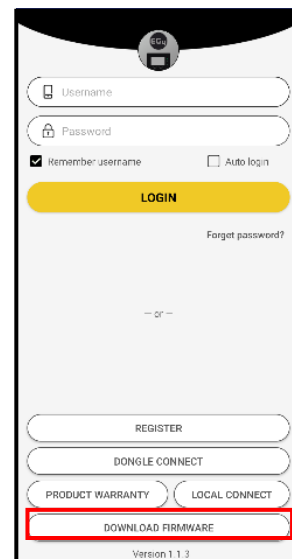 EGu
Username
Password
Remember username Auto login
LOGIN
Forget password?
— or —
REGISTER
DONGLE CONNECT
PRODUCT WARRANTY LOCAL CONNECT
DOWNLOAD FIRMWARE
Version 1.1.3